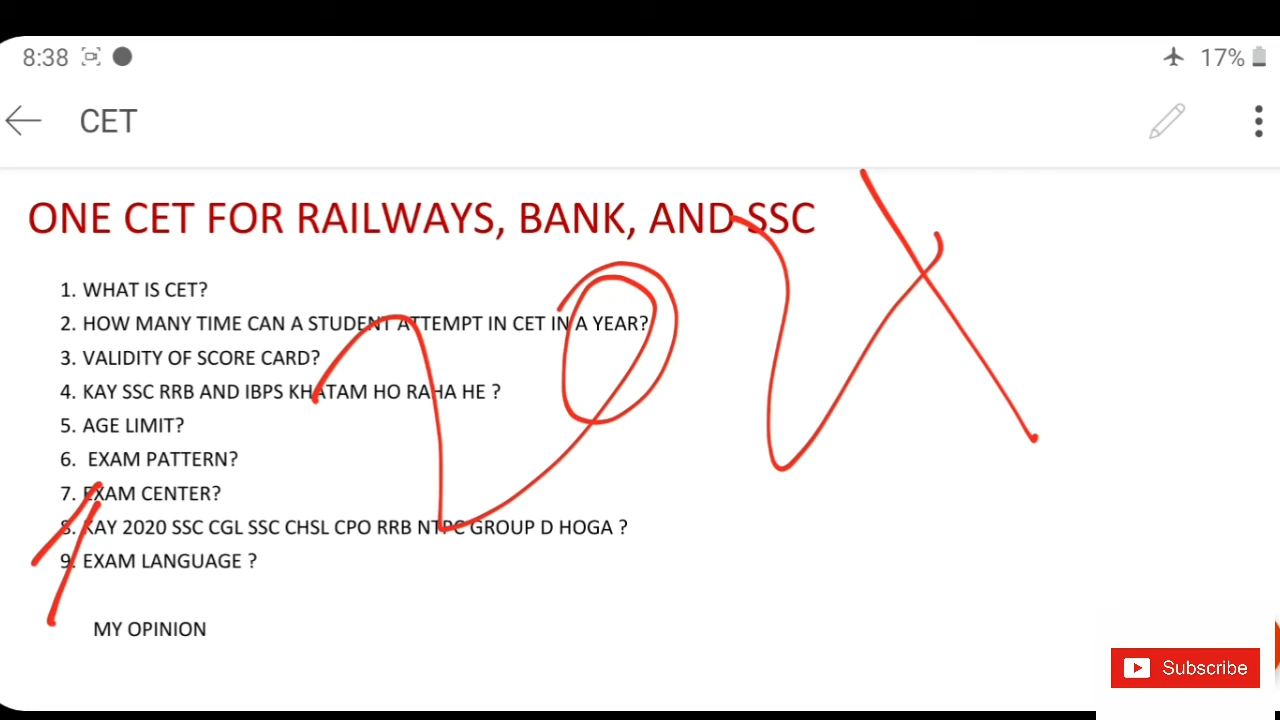 8:38
17%
CET
ONE CET FOR RAILWAYS, BANK, AND SSC
1. WHAT IS CET?
2. HOW MANY TIME CAN A STUDENT ATTEMPT IN CET IN A YEAR?
3. VALIDITY OF SCORE CARD?
4. KAY SSC RRB AND IBPS KHATAM HO RAHA HE ?
5. AGE LIMIT?
6. EXAM PATTERN?
7. EXAM CENTER?
8. KAY 2020 SSC CGL SSC CHSL CPO RRB NTPC GROUP D HOGA ?
9. EXAM LANGUAGE ?
MY OPINION
Subscribe